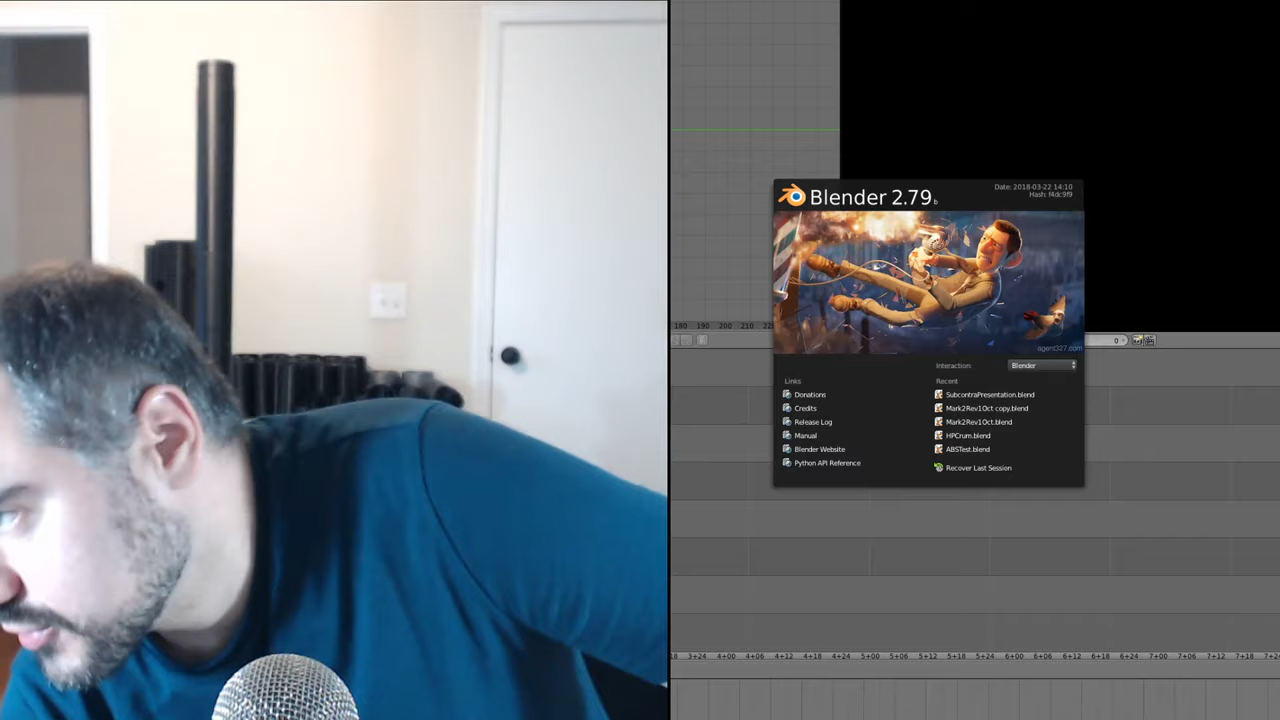 Blender 2.79 b
Date: 2018-03-22 14:10
Hash: f4dc9f9
agent327.com
Interaction:
Blender
Links
Donations
Credits
Release Log
Manual
Blender Website
Python API Reference
Recent
SubcontraPresentation.blend
Mark2Rev1Oct copy.blend
Mark2Rev1Oct.blend
HPCrum.blend
ABSTest.blend
Recover Last Session
180 190 200 210
0
3+24 4+00 4+12 4+18 4+24 5+00 5+06 5+12 5+18 5+24 6+00 6+06 6+12 6+18 6+24 7+00 7+06 7+12 7+18